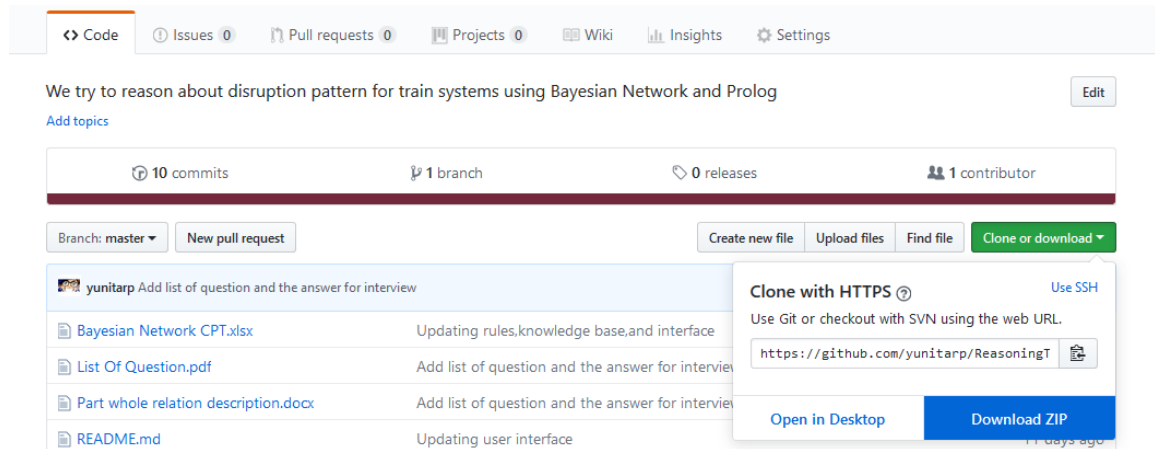 Code Issues 0 Pull requests 0 Projects 0 Wiki Insights Settings
We try to reason about disruption pattern for train systems using Bayesian Network and Prolog Edit
Add topics
10 commits 1 branch 0 releases 1 contributor
Branch: master New pull request Create new file Upload files Find file Clone or download
yunitarp Add list of question and the answer for interview
Bayesian Network CPT.xlsx Updating rules,knowledge base,and interface
List Of Question.pdf Add list of question and the answer for
Part whole relation description.docx Add list of question and the answer for
README.md Updating user interface days ago
Clone with HTTPS Use SSH
Use Git or checkout with SVN using the web URL.
https://github.com/yunitarp/ReasoningT
Open in Desktop Download ZIP